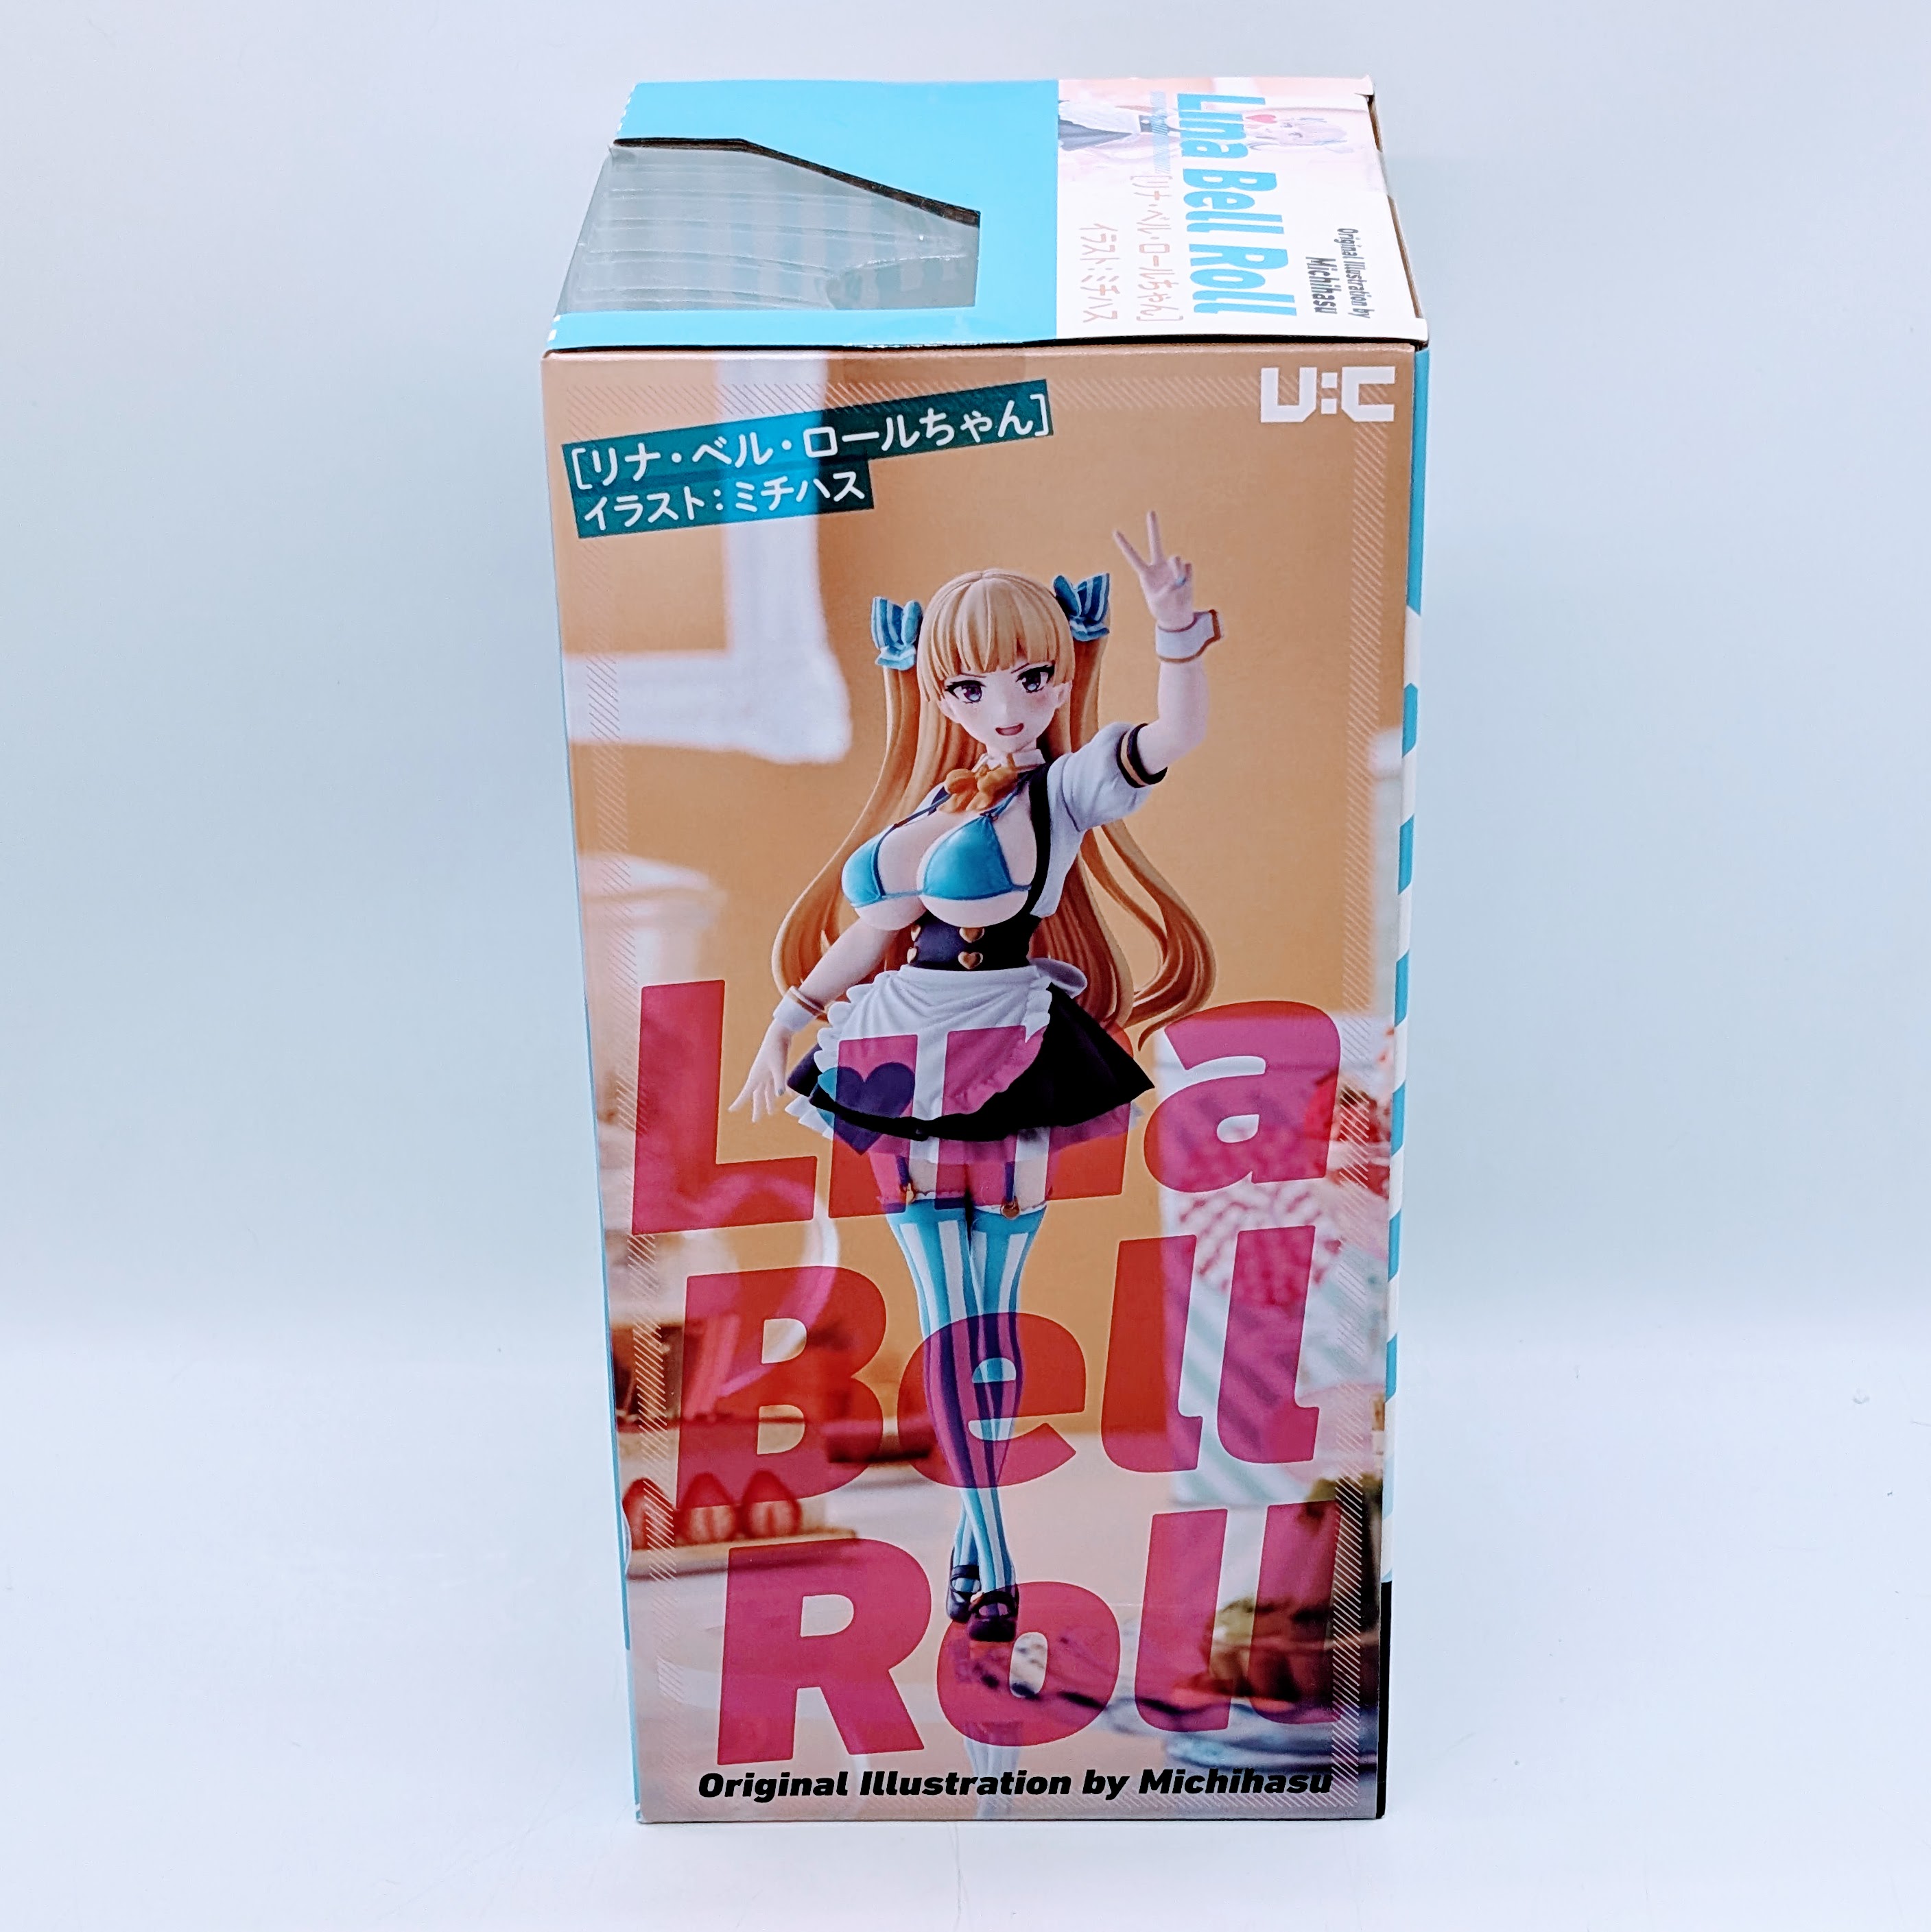 Lina Bell Roll
[リナ・ベル・ロールちゃん]
イラスト:ミチハス
Original Illustration by
Michihasu
[リナ・ベル・ロールちゃん]
イラスト:ミチハス
U:C
Lina
Bell
Roll
Original Illustration by Michihasu